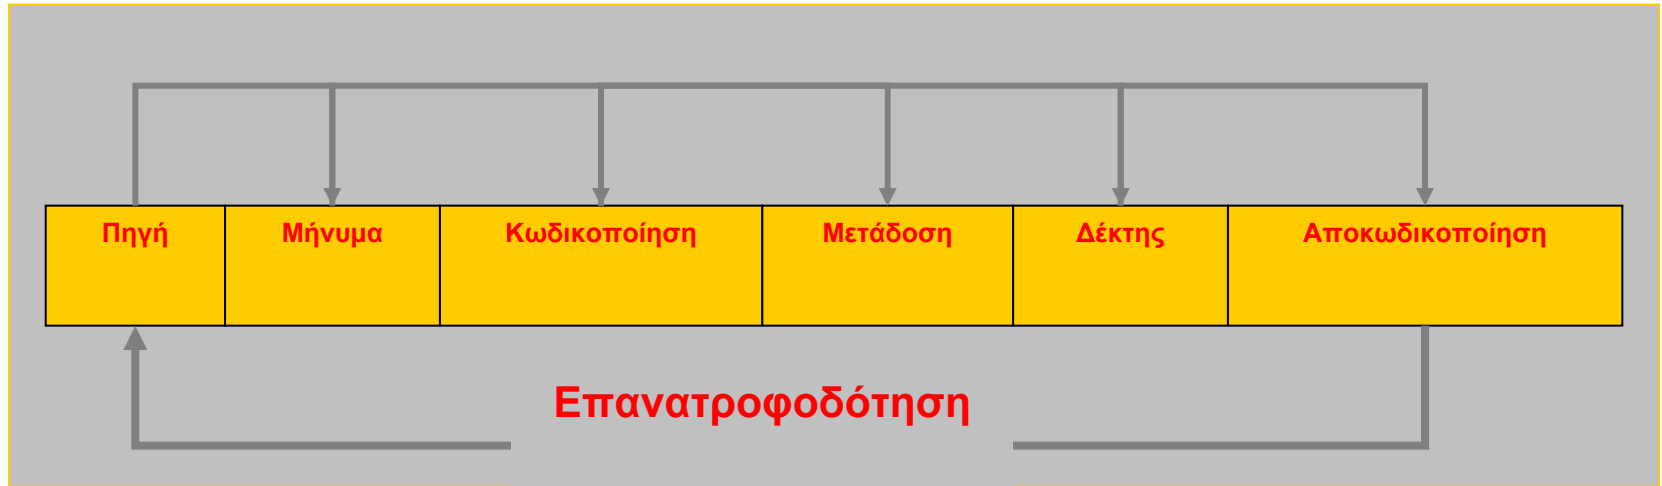 Πηγή Μήνυμα Κωδικοποίηση Μετάδοση Δέκτης Αποκωδικοποίηση
Επανατροφοδότηση